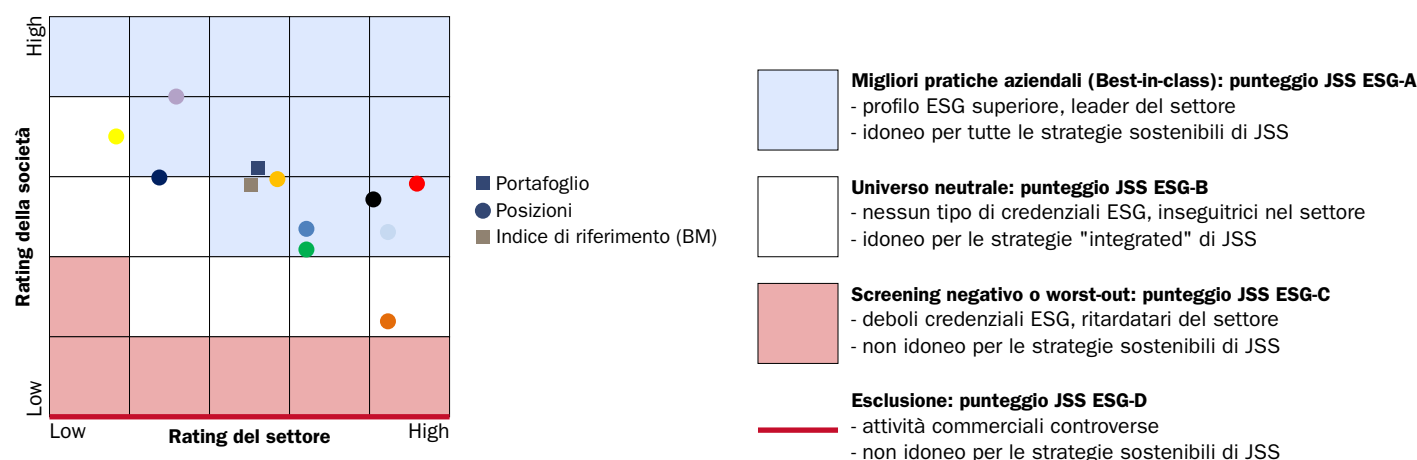 High
Rating della società
Low
Low
Rating del settore
High
Portafoglio
Posizioni
Indice di riferimento (BM)
Migliori pratiche aziendali (Best-in-class): punteggio JSS ESG-A
- profilo ESG superiore, leader del settore
- idoneo per tutte le strategie sostenibili di JSS
Universo neutrale: punteggio JSS ESG-B
- nessun tipo di credenziali ESG, inseguitrici nel settore
- idoneo per le strategie "integrated" di JSS
Screening negativo o worst-out: punteggio JSS ESG-C
- deboli credenziali ESG, ritardatari del settore
- non idoneo per le strategie sostenibili di JSS
Esclusione: punteggio JSS ESG-D
- attività commerciali controverse
- non idoneo per le strategie sostenibili di JSS